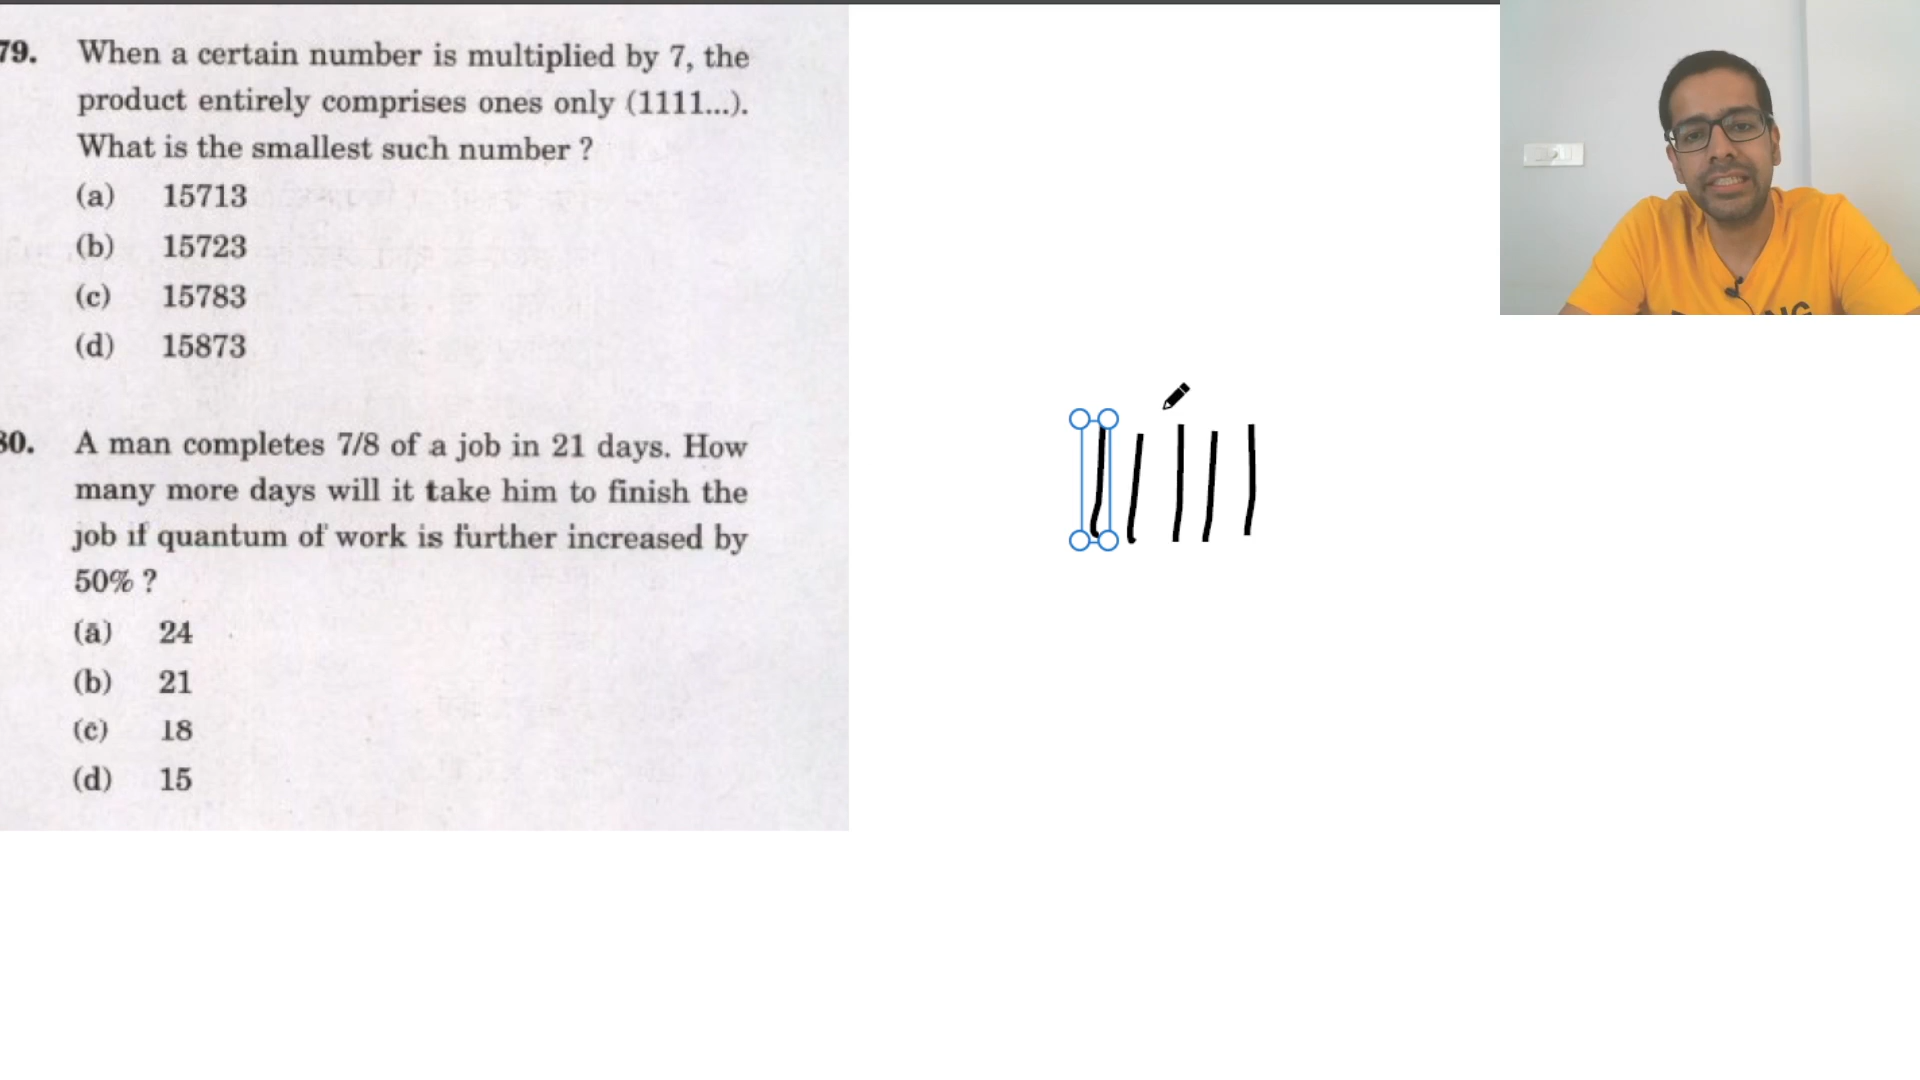 79. When a certain number is multiplied by 7, the
product entirely comprises ones only (1111...).
What is the smallest such number ?
(a) 15713
(b) 15723
(c) 15783
(d) 15873
80. A man completes 7/8 of a job in 21 days. How
many more days will it take him to finish the
job if quantum of work is further increased by
50% ?
(a) 24
(b) 21
(c) 18
(d) 15
11111